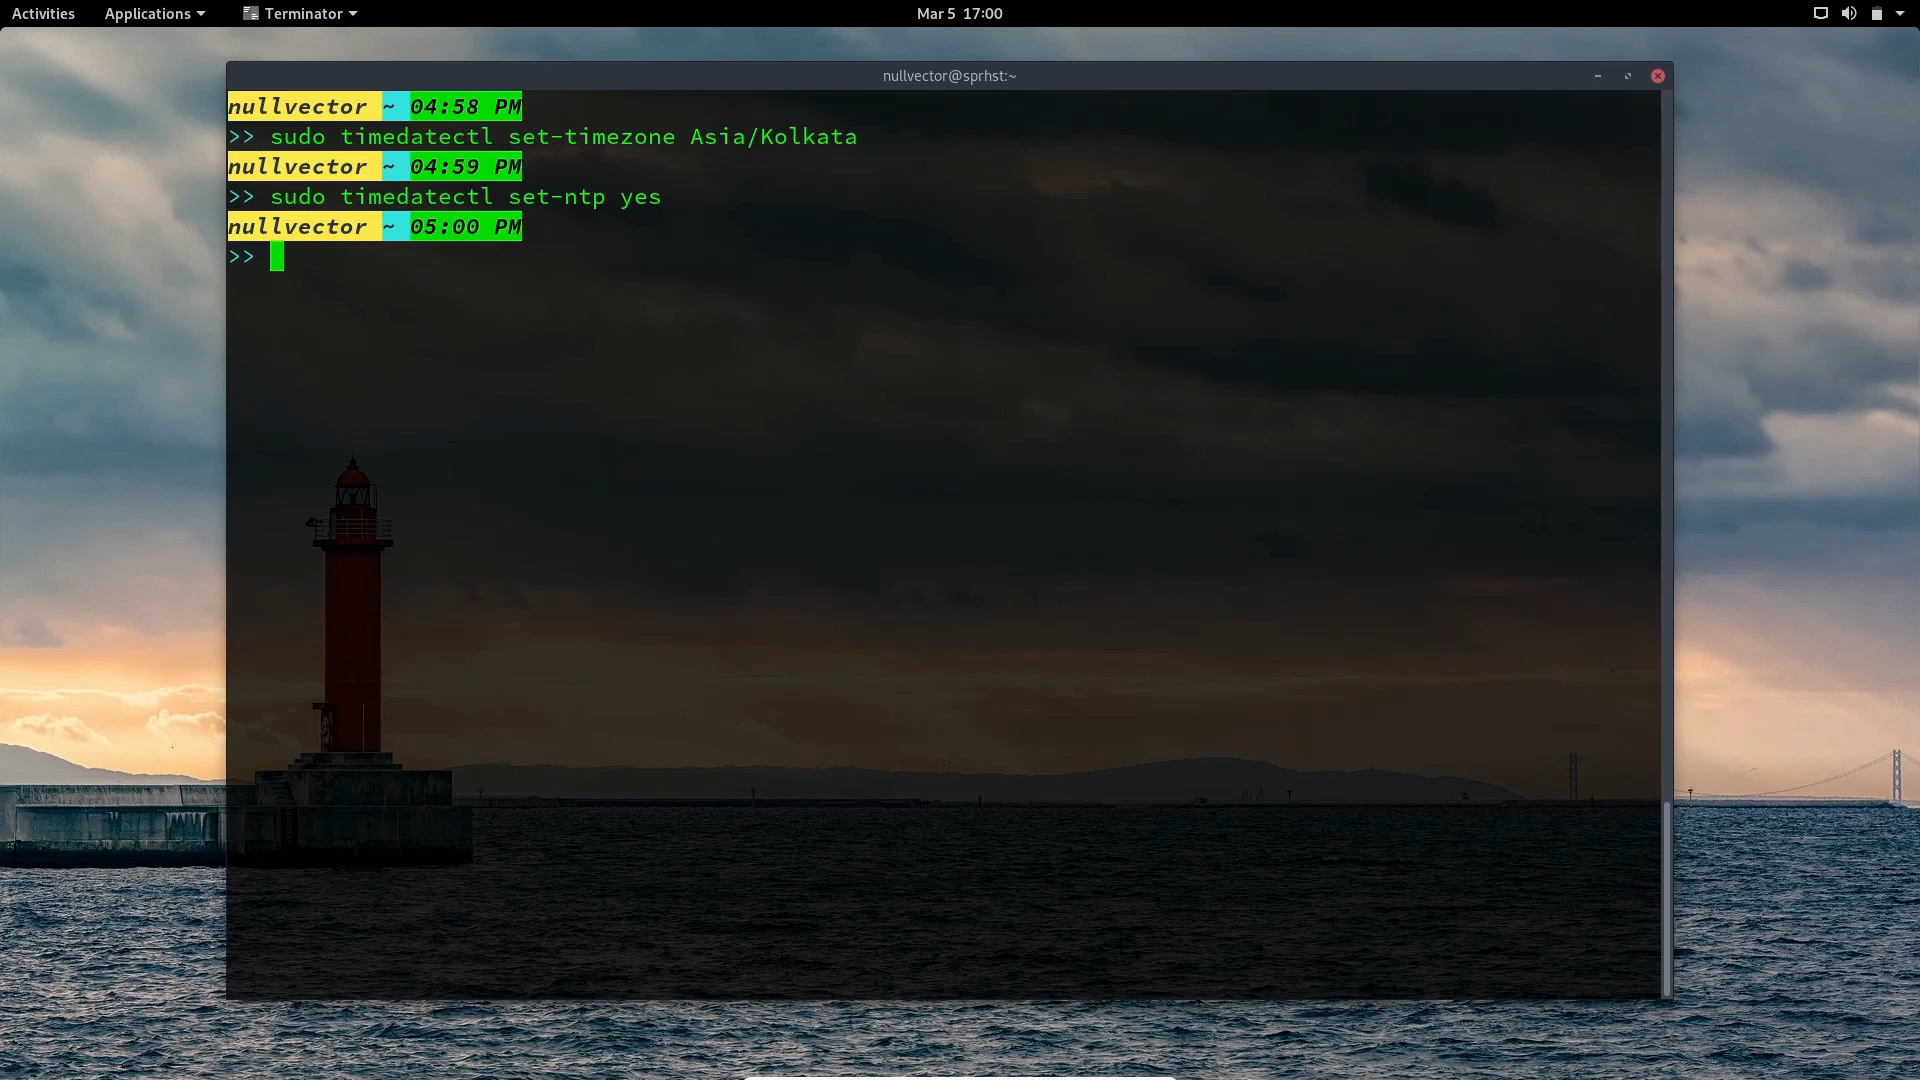 Activities Applications Terminator Mar 5 17:00
nullvector@sprhst:~
nullvector ~ 04:58 PM
>> sudo timedatectl set-timezone Asia/Kolkata
nullvector ~ 04:59 PM
>> sudo timedatectl set-ntp yes
nullvector ~ 05:00 PM
>>